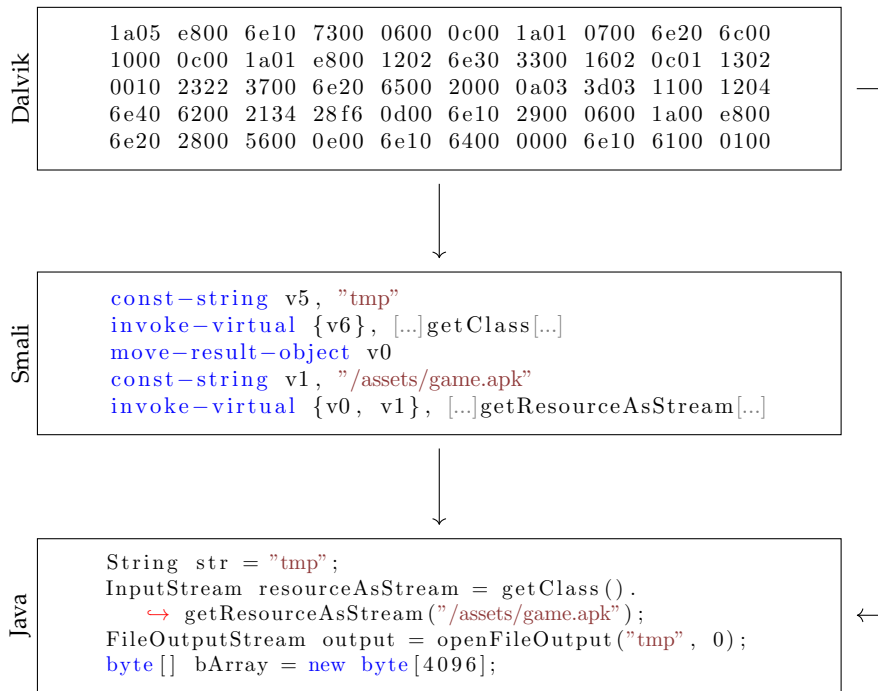 Dalvik
1a05 e800 6e10 7300 0600 0c00 1a01 0700 6e20 6c00
1000 0c00 1a01 e800 1202 6e30 3300 1602 0c01 1302
0010 2322 3700 6e20 6500 2000 0a03 3d03 1100 1204
6e40 6200 2134 28f6 0d00 6e10 2900 0600 1a00 e800
6e20 2800 5600 0e00 6e10 6400 0000 6e10 6100 0100
Smali
const-string v5, "tmp"
invoke-virtual {v6}, [...]getClass[...]
move-result-object v0
const-string v1, "/assets/game.apk"
invoke-virtual {v0, v1}, [...]getResourceAsStream[...]
Java
String str = "tmp";
InputStream resourceAsStream = getClass().
↪ getResourceAsStream("/assets/game.apk");
FileOutputStream output = openFileOutput("tmp", 0);
byte[] bArray = new byte[4096];